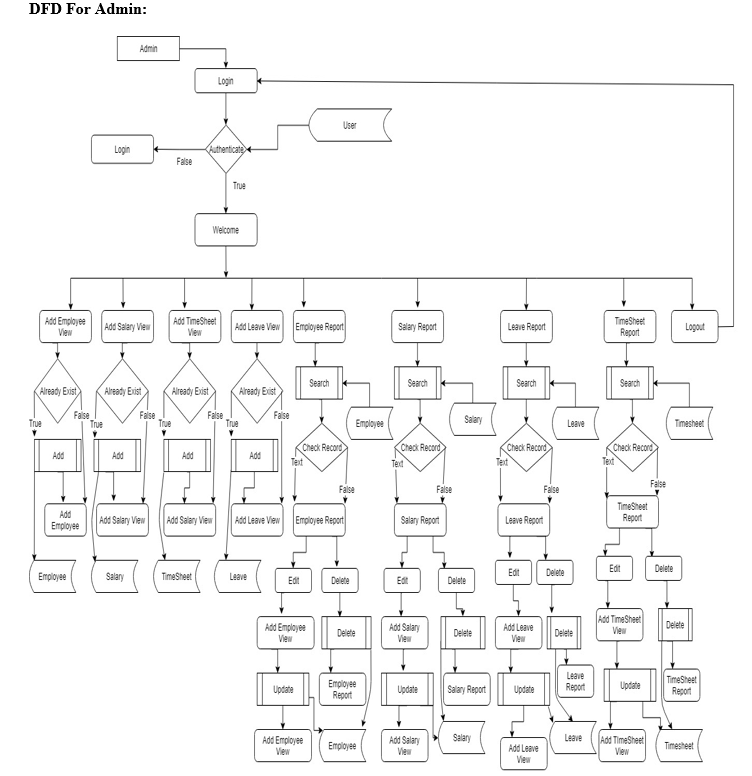 DFD For Admin:
Admin
Login
User
Login
Authenticate
False
True
Welcome
Add Employee
View
Add Salary View
Add TimeSheet
View
Add Leave View
Employee Report
Salary Report
Leave Report
TimeSheet
Report
Logout
Already Exist
Already Exist
Already Exist
Already Exist
Search
Search
Search
Search
True
False
True
False
True
False
True
False
Employee
Salary
Leave
Timesheet
Add
Add
Add
Add
Check Record
Check Record
Check Record
Check Record
Text
Text
Text
Text
False
False
False
False
Add
Employee
Add Salary View
Add Salary View
Add Leave View
Employee Report
Salary Report
Leave Report
TimeSheet
Report
Employee
Salary
TimeSheet
Leave
Edit
Delete
Edit
Delete
Edit
Delete
Edit
Delete
Add Employee
View
Delete
Add Salary
View
Delete
Add Leave
View
Delete
Add TimeSheet
View
Delete
Update
Employee
Report
Update
Salary Report
Update
Leave
Report
Update
TimeSheet
Report
Add Employee
View
Employee
Add Salary
View
Salary
Add Leave
View
Leave
Add TimeSheet
View
Timesheet